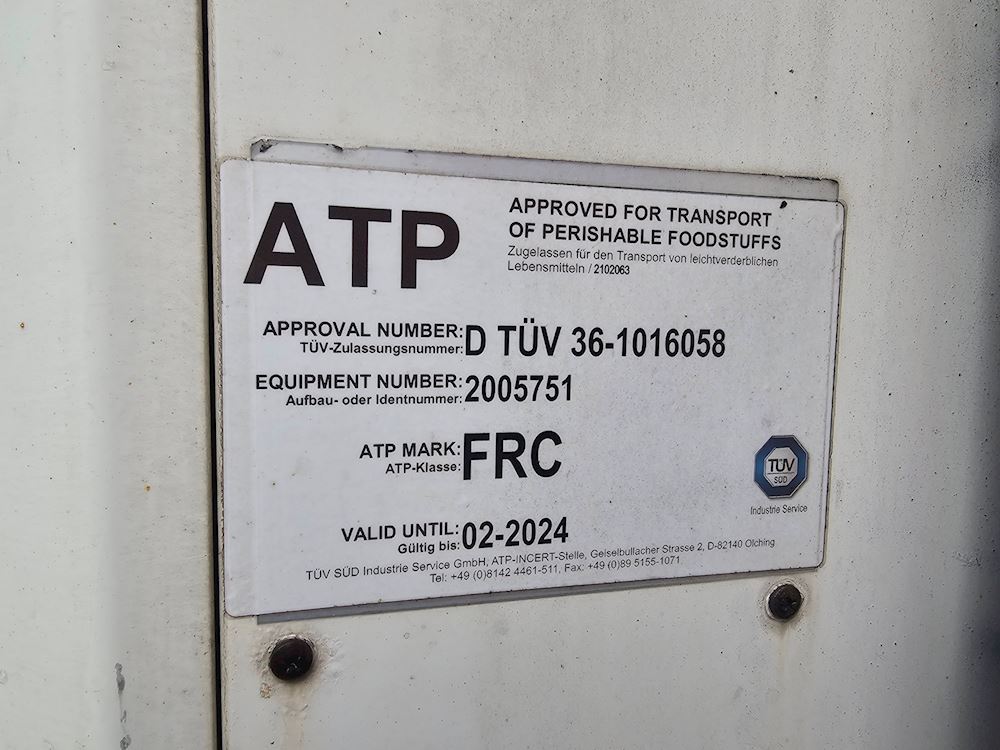 ATP
APPROVED FOR TRANSPORT
OF PERISHABLE FOODSTUFFS
Zugelassen für den Transport von leichtverderblichen
Lebensmitteln / 2102063
APPROVAL NUMBER: D TÜV 36-1016058
TÜV-Zulassungsnummer:
EQUIPMENT NUMBER: 2005751
Aufbau- oder Identnummer:
ATP MARK: FRC
ATP-Klasse:
TÜV
SÜD
Industrie Service
VALID UNTIL: 02-2024
Gültig bis:
TÜV SÜD Industrie Service GmbH, ATP-INCERT-Stelle, Geiselbullacher Strasse 2, D-82140 Olching
Tel: +49 (0)8142 4461-511, Fax: +49 (0)89 5155-1071